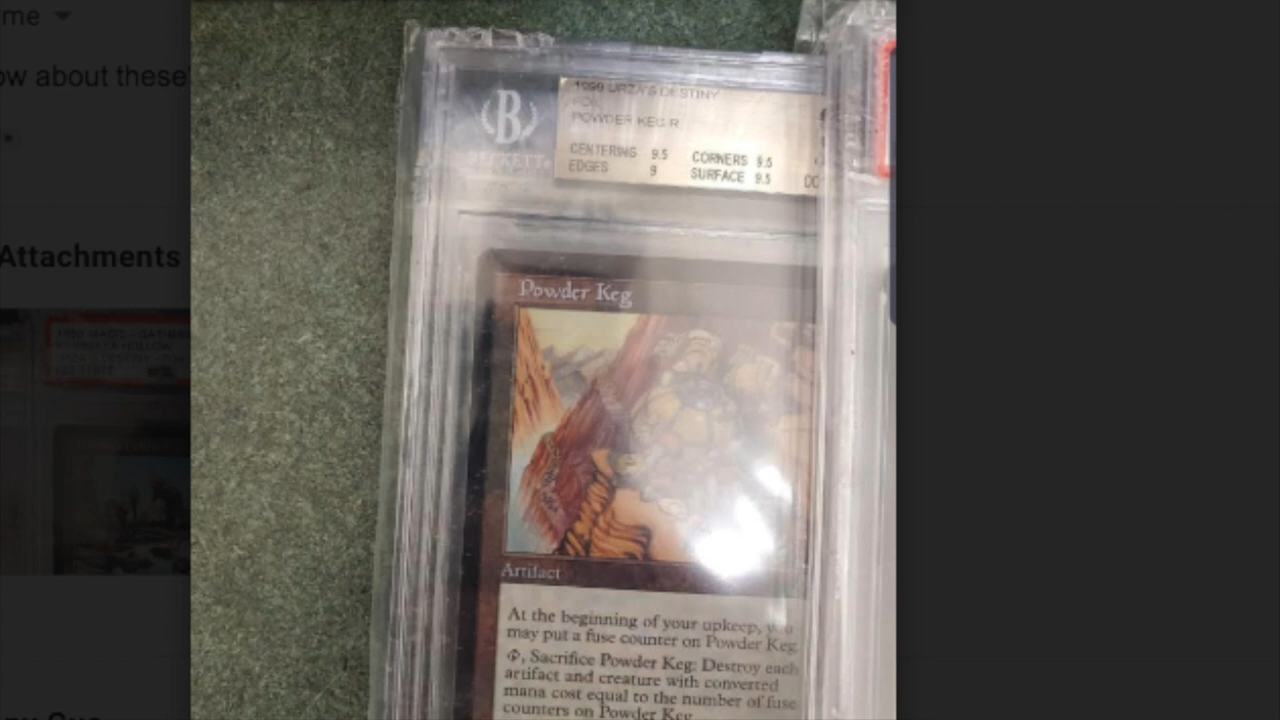 me
ow about these
Attachments
1999 URZA'S DESTINY
FOIL
POWDER KEG R
B
BECKETT
CENTERING 9.5 CORNERS 9.5
EDGES 9 SURFACE 9.5
Powder Keg
Artifact
At the beginning of your upkeep, you
may put a fuse counter on Powder Keg.
, Sacrifice Powder Keg: Destroy each
artifact and creature with converted
mana cost equal to the number of fuse
counters on Powder Keg